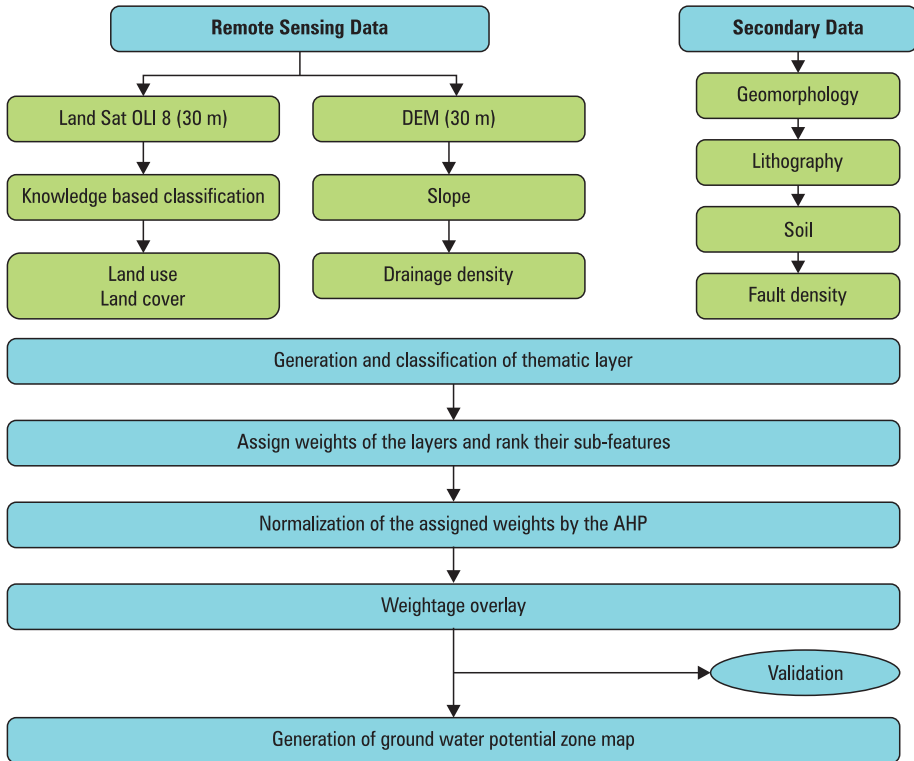 Remote Sensing Data
Secondary Data
Land Sat OLI 8 (30 m)
DEM (30 m)
Geomorphology
Knowledge based classification
Slope
Lithography
Land use
Land cover
Drainage density
Soil
Fault density
Generation and classification of thematic layer
Assign weights of the layers and rank their sub-features
Normalization of the assigned weights by the AHP
Weightage overlay
Validation
Generation of ground water potential zone map